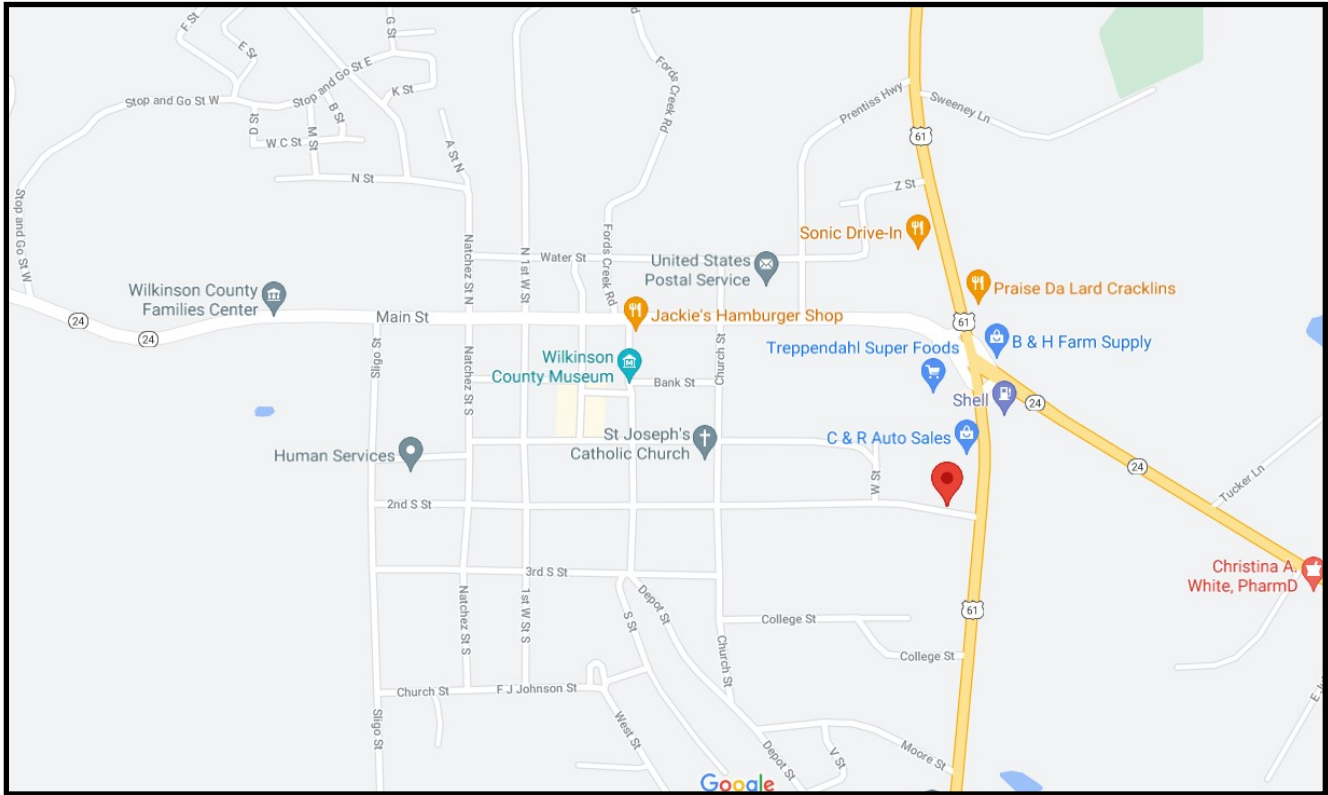 F St
G St
E St
Stop and Go St E
K St
Stop and Go St W
B St
D St
M St
W C St
A St N
N St
Fords Creek Rd
Prentiss Hwy
Sweeney Ln
61
Z St
Stop and Go St W
Natchez St N
N 1st W St
Fords Creek Rd
Sonic Drive-In
Water St
United States
Postal Service
Wilkinson County
Families Center
Praise Da Lard Cracklins
24
24
Main St
Jackie's Hamburger Shop
61
Sligo St
Natchez St S
Wilkinson
County Museum
Bank St
Church St
Treppendahl Super Foods
B & H Farm Supply
Shell
24
St Joseph's
Catholic Church
C & R Auto Sales
Human Services
W St
24
Tucker Ln
2nd S St
3rd S St
Christina A.
White, PharmD
Natchez St S
1st W St S
S St
Depot St
College St
61
College St
Church St
Church St
F J Johnson St
Sligo St
West St
Depot St
V St
Moore St
Google